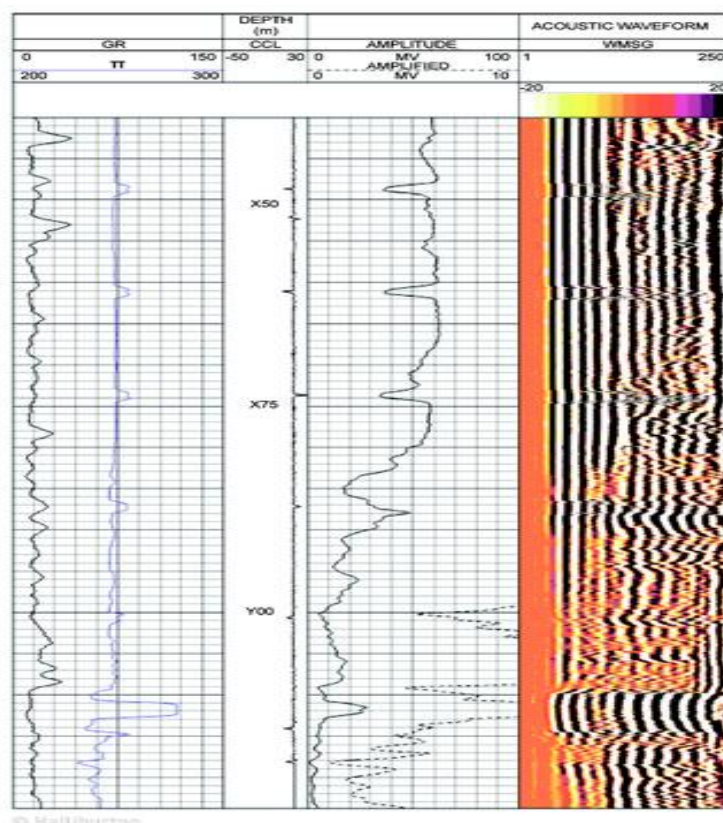 DEPTH
(m)
ACOUSTIC WAVEFORM
GR CCL AMPLITUDE WMSG
0 150 -50 30 0 MV 100 1 250
TT AMPLIFIED
200 300 0 MV 10
-20 20
X50
X75
Y00
© Halliburton